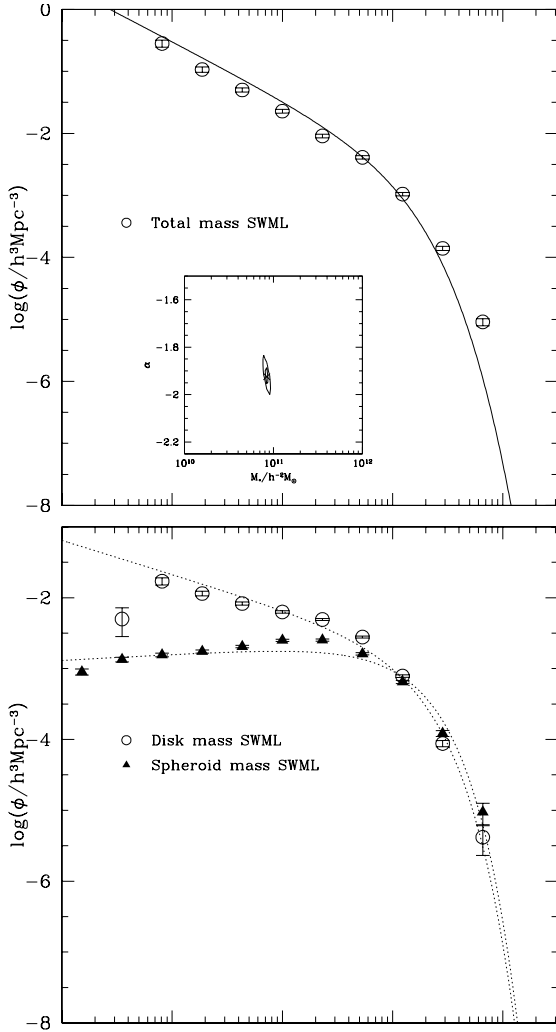 0
−2
−4
−6
−8
log(φ/h³Mpc⁻³)
Total mass SWML
−1.6
−1.8
−2
−2.2
α
10¹⁰
10¹¹
10¹²
M*/h⁻²M⊙
−2
−4
−6
−8
log(φ/h³Mpc⁻³)
Disk mass SWML
Spheroid mass SWML